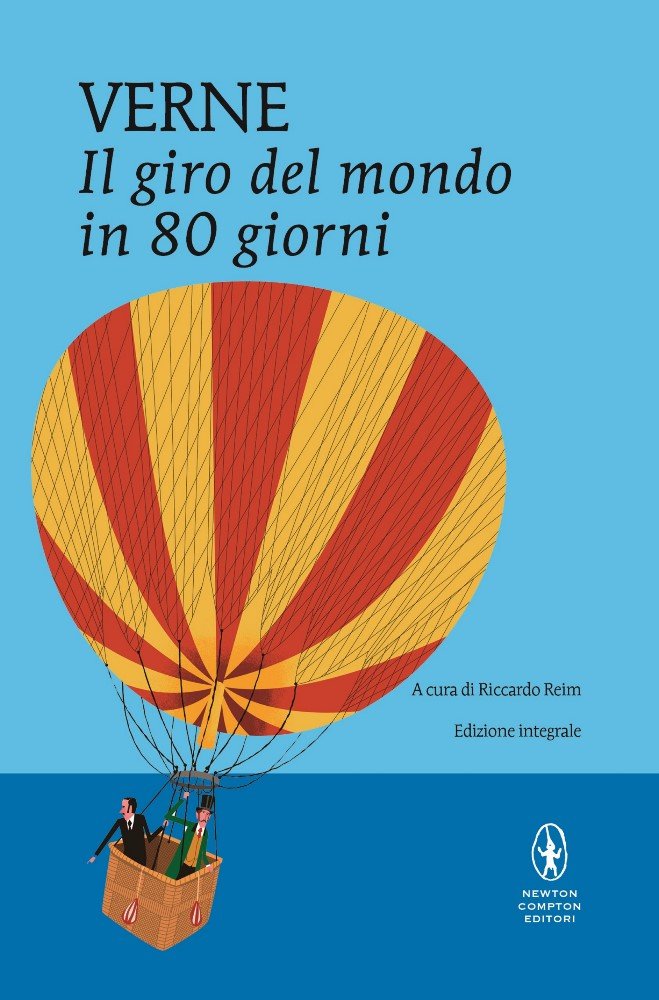 VERNE
Il giro del mondo
in 80 giorni
A cura di Riccardo Reim
Edizione integrale
NEWTON
COMPTON
EDITORI